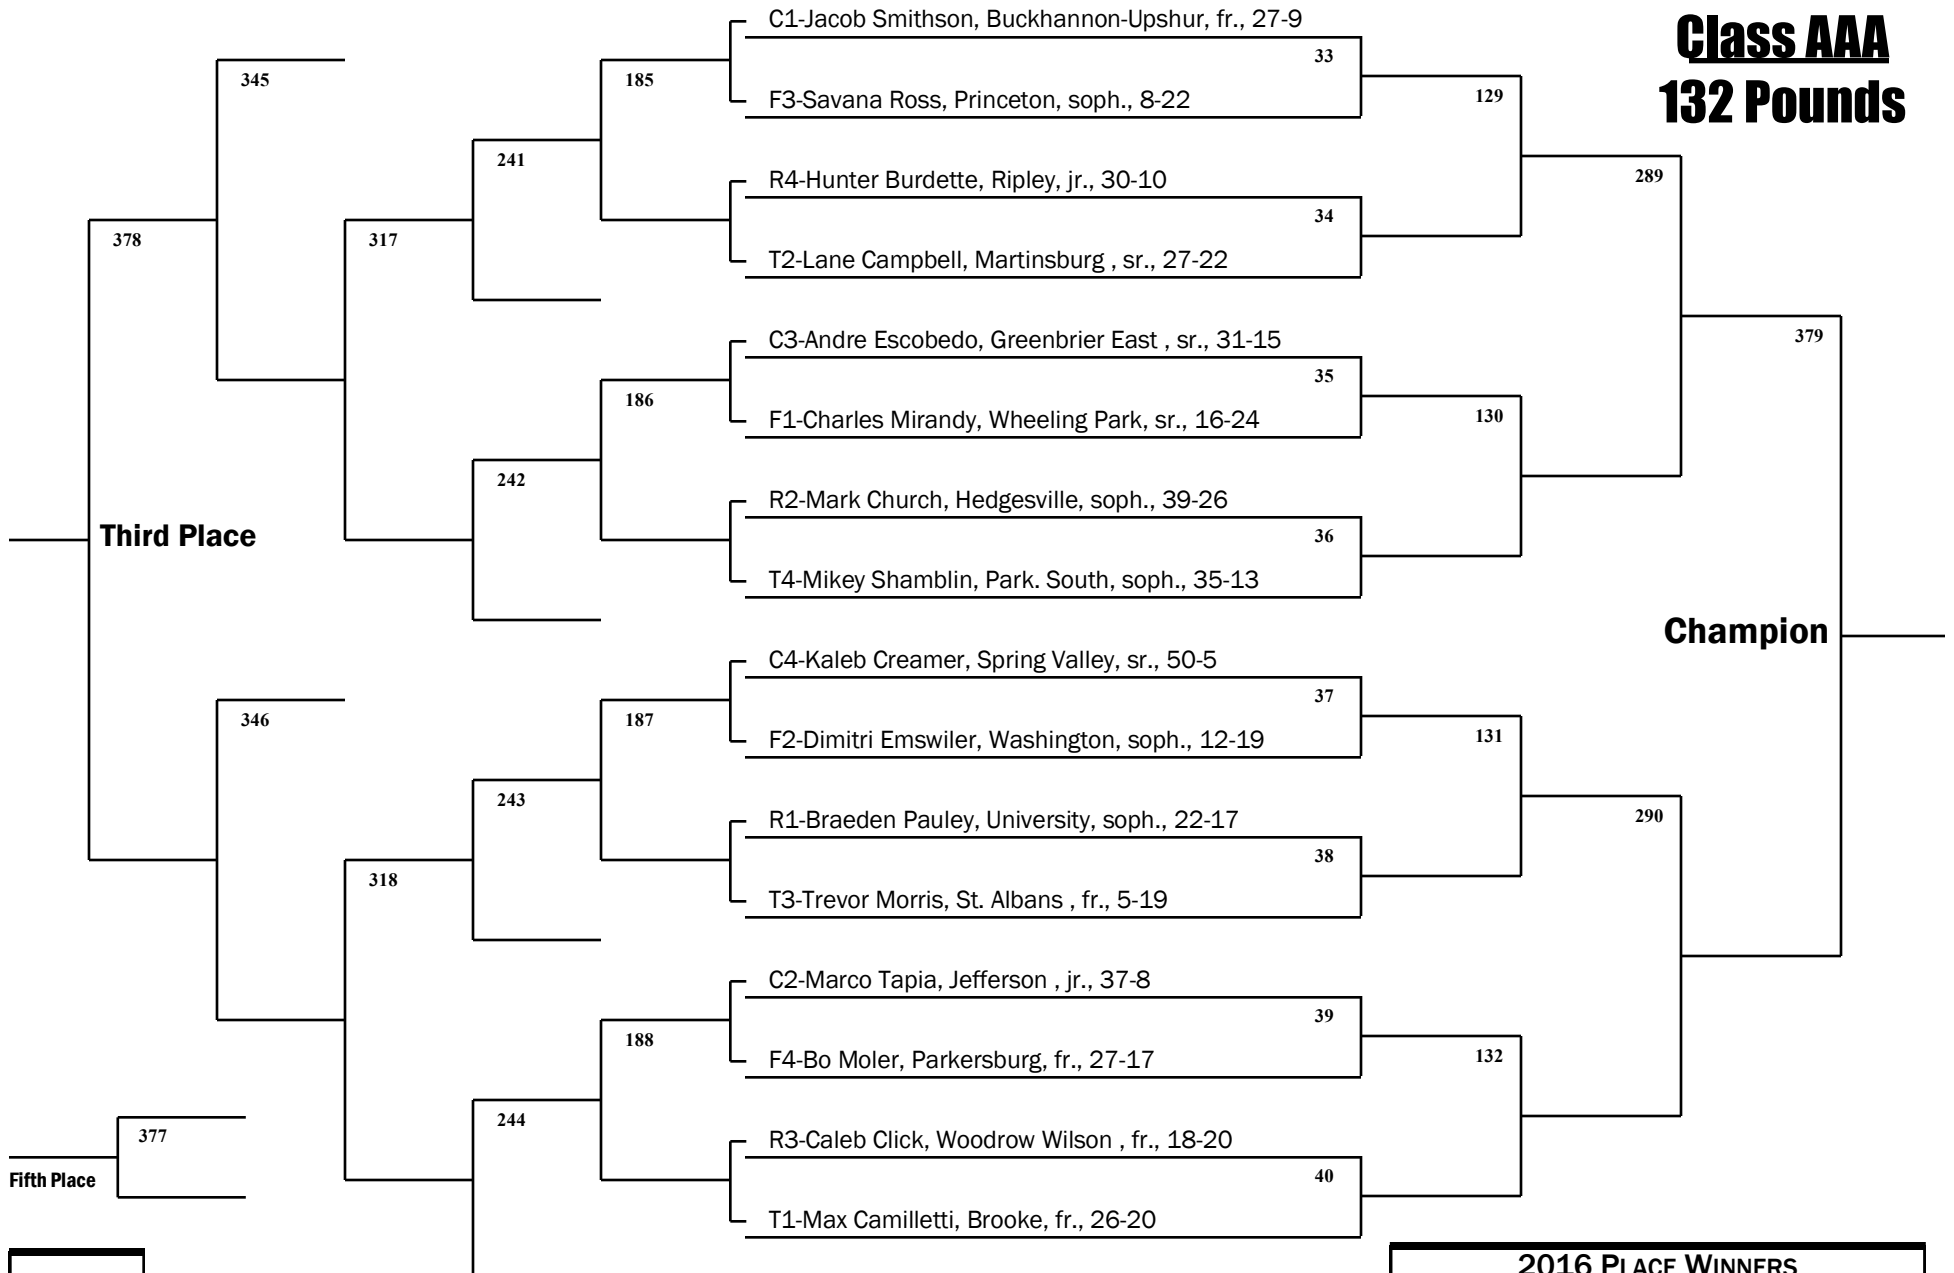 Class AAA
132 Pounds
C1-Jacob Smithson, Buckhannon-Upshur, fr., 27-9
33
345
185
129
F3-Savana Ross, Princeton, soph., 8-22
241
R4-Hunter Burdette, Ripley, jr., 30-10
289
34
378
317
T2-Lane Campbell, Martinsburg , sr., 27-22
C3-Andre Escobedo, Greenbrier East , sr., 31-15
379
35
186
130
F1-Charles Mirandy, Wheeling Park, sr., 16-24
242
R2-Mark Church, Hedgesville, soph., 39-26
Third Place
36
T4-Mikey Shamblin, Park. South, soph., 35-13
Champion
C4-Kaleb Creamer, Spring Valley, sr., 50-5
37
346
187
131
F2-Dimitri Emswiler, Washington, soph., 12-19
243
R1-Braeden Pauley, University, soph., 22-17
290
38
318
T3-Trevor Morris, St. Albans , fr., 5-19
C2-Marco Tapia, Jefferson , jr., 37-8
39
188
132
F4-Bo Moler, Parkersburg, fr., 27-17
244
377
R3-Caleb Click, Woodrow Wilson , fr., 18-20
Fifth Place
40
T1-Max Camilletti, Brooke, fr., 26-20
2016 PLACE WINNERS